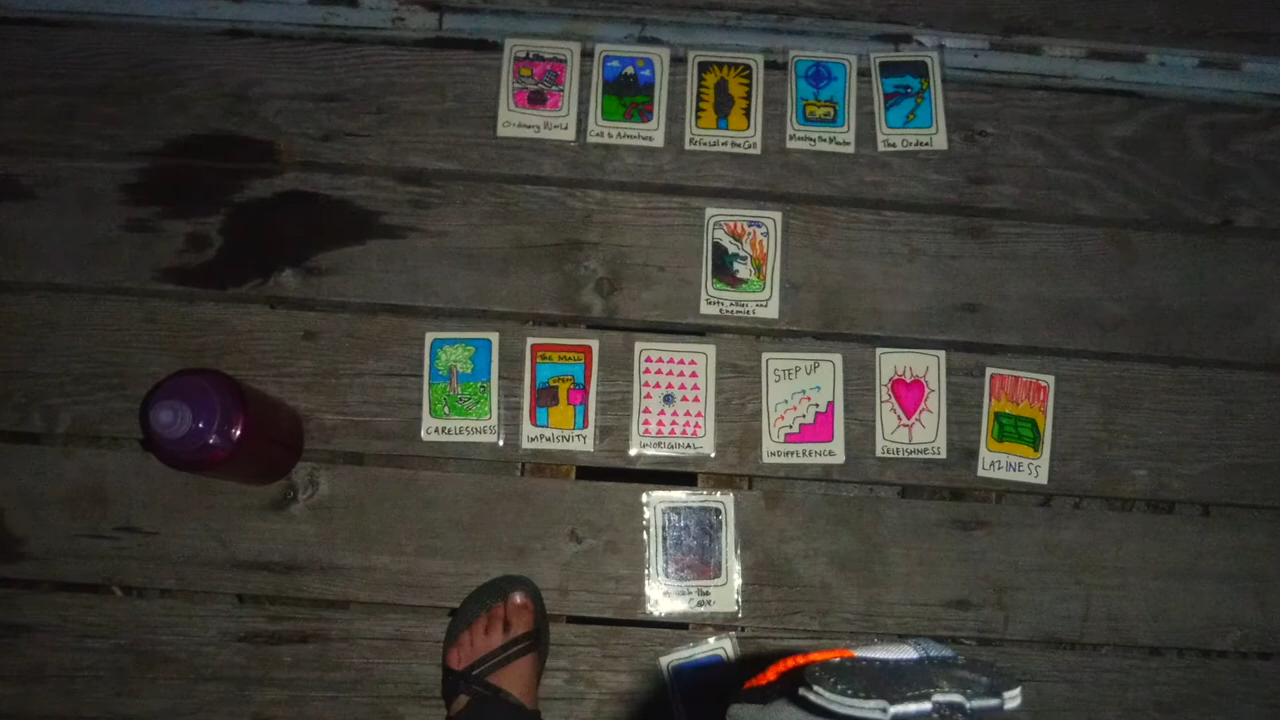 Ordinary World
Call to Adventure
Refusal of the Call
Meeting the Mentor
The Ordeal
Tests, Allies, and
Enemies
THE MALL
OPEN
STEP UP
CARELESSNESS
IMPULSIVITY
UNORIGINAL
INDIFFERENCE
SELFISHNESS
LAZINESS
the